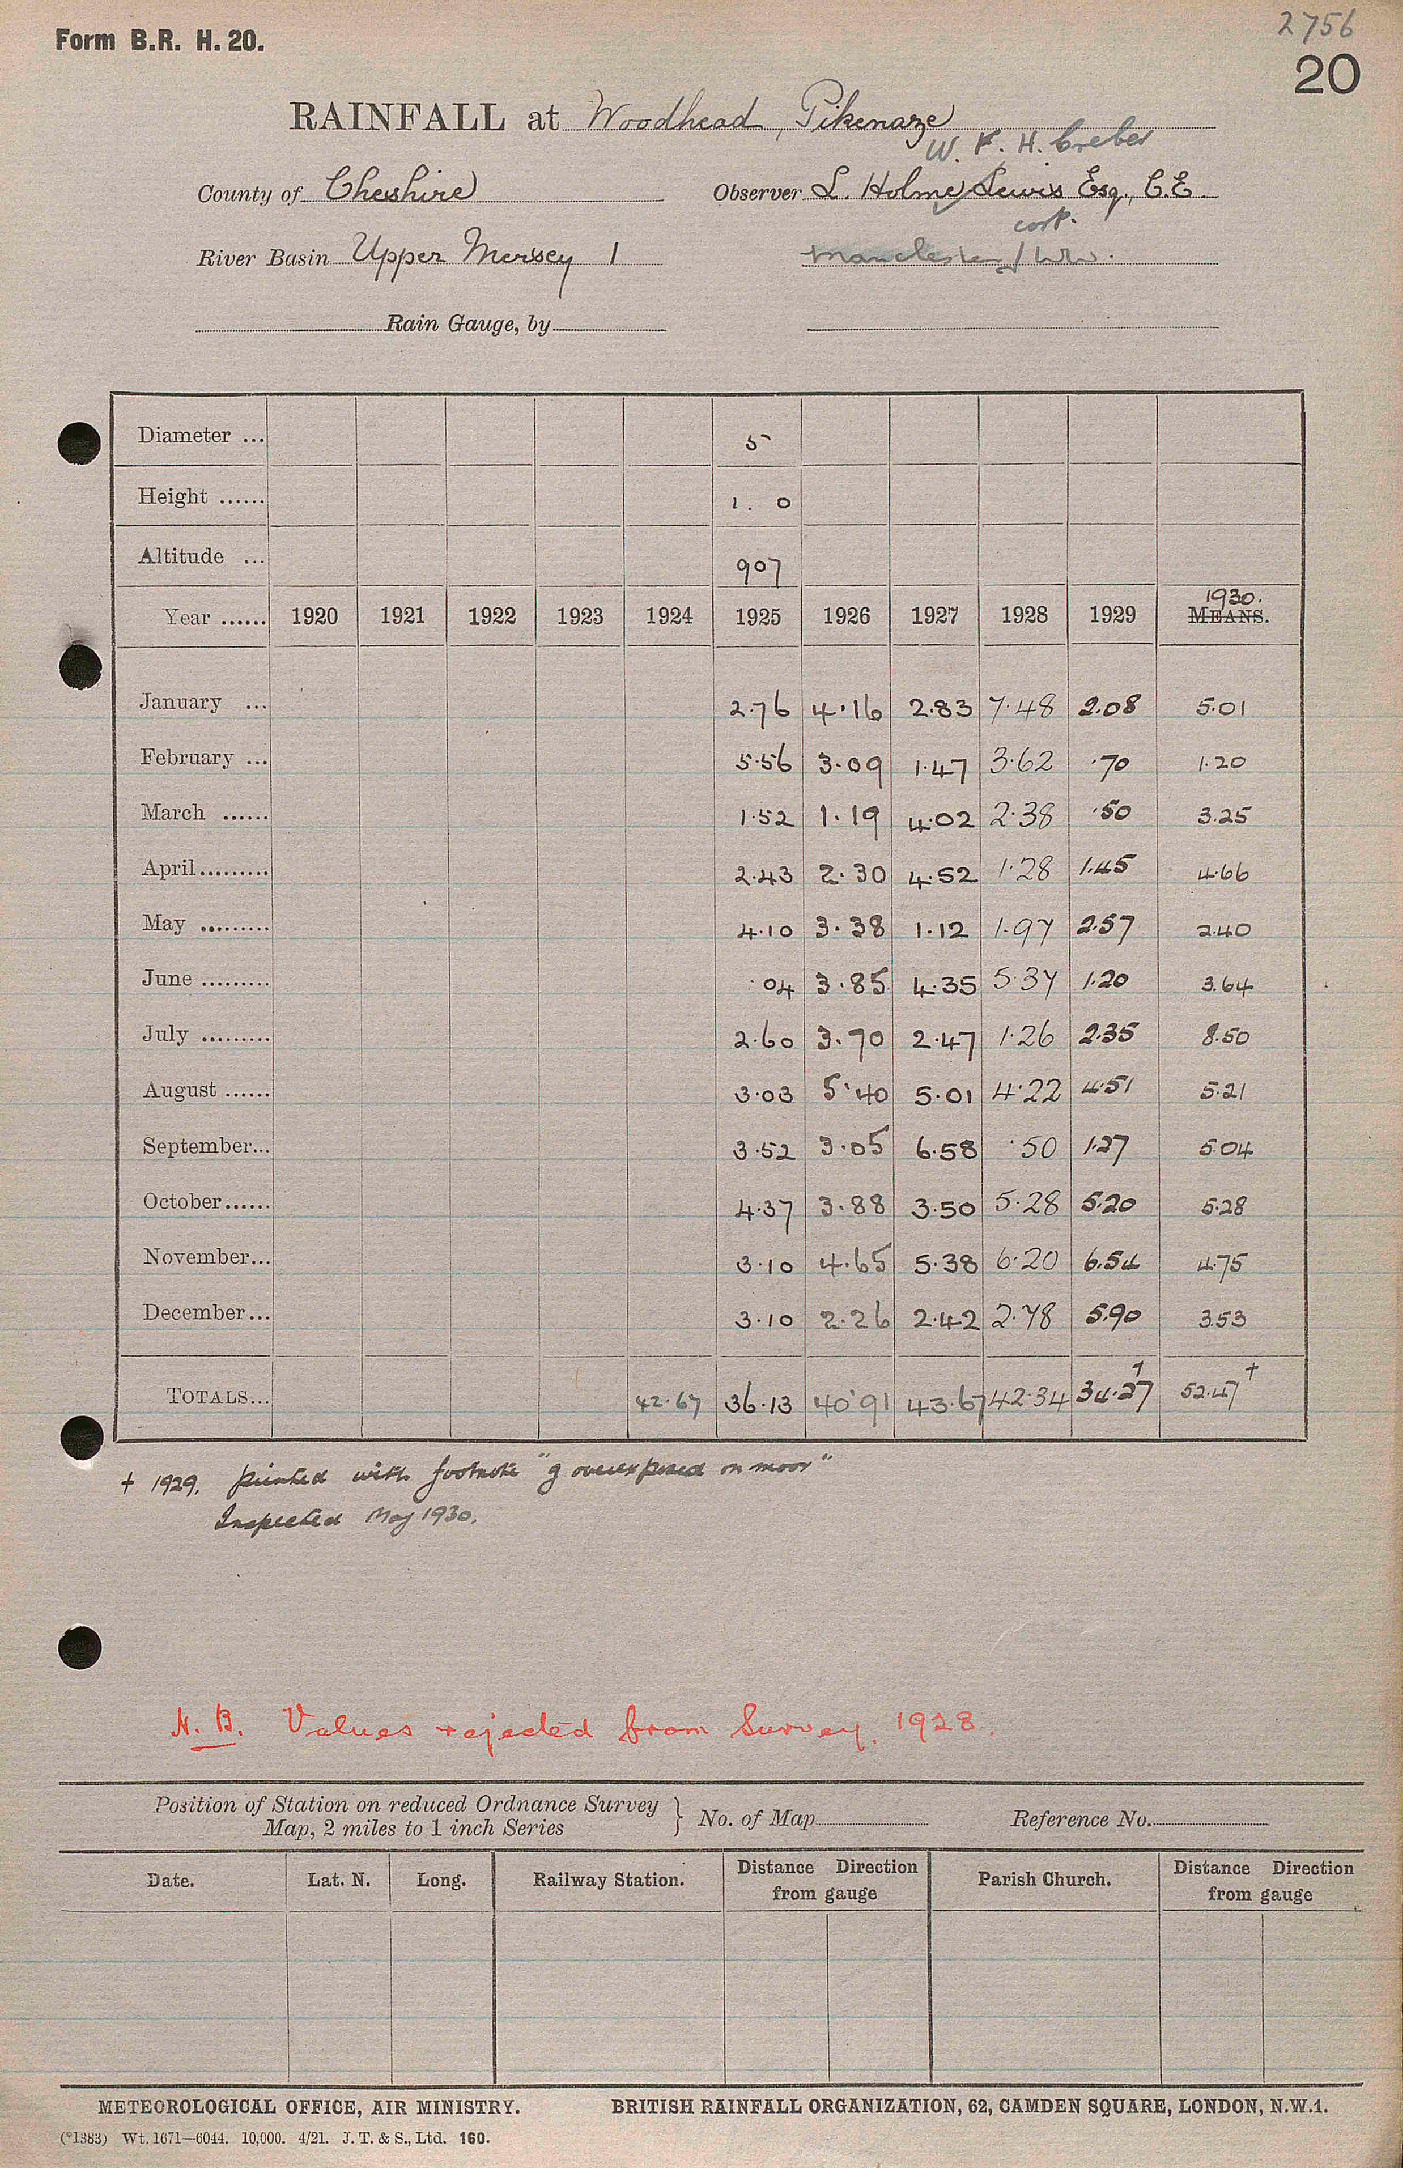 2756
Form B.R. H. 20.
20
RAINFALL at Woodhead, Pikenaze
W. F. H. Creber
County of Cheshire Observer L. Holme Lewis Esq., C.E.
corp.
River Basin Upper Mersey 1 Manchester WW.
Rain Gauge, by
Diameter ... 5
Height ...... 1. 0
Altitude ... 907
1930.
Year ...... 1920 1921 1922 1923 1924 1925 1926 1927 1928 1929 MEANS.
January ... 2.76 4.16 2.83 7.48 2.08 5.01
February ... 5.56 3.09 1.47 3.62 .70 1.20
March ...... 1.52 1.19 4.02 2.38 .50 3.25
April ......... 2.43 2.30 4.52 1.28 1.45 4.66
May ......... 4.10 3.38 1.12 1.97 2.57 2.40
June ......... .04 3.85 4.35 5.37 1.20 3.64
July ......... 2.60 3.70 2.47 1.26 2.35 8.50
August ...... 3.03 5.40 5.01 4.22 4.51 5.21
September... 3.52 3.05 6.58 .50 1.27 5.04
October ...... 4.37 3.88 3.50 5.28 5.20 5.28
November... 3.10 4.65 5.38 6.20 6.54 4.75
December ... 3.10 2.26 2.42 2.78 5.90 3.53
TOTALS... 42.67 36.13 40.91 43.67 42.34 34.27† 52.47†
† 1929. printed with footnote "g overexposed on moor"
Inspected May 1930.
N. B. Values rejected from Survey. 1928.
Position of Station on reduced Ordnance Survey
Map, 2 miles to 1 inch Series } No. of Map Reference No.
Date. Lat. N. Long. Railway Station. Distance Direction from gauge Parish Church. Distance Direction from gauge
METEOROLOGICAL OFFICE, AIR MINISTRY. BRITISH RAINFALL ORGANIZATION, 62, CAMDEN SQUARE, LONDON, N.W.1.
(*1383) Wt. 1671—6044. 10,000. 4/21. J. T. & S., Ltd. 160.